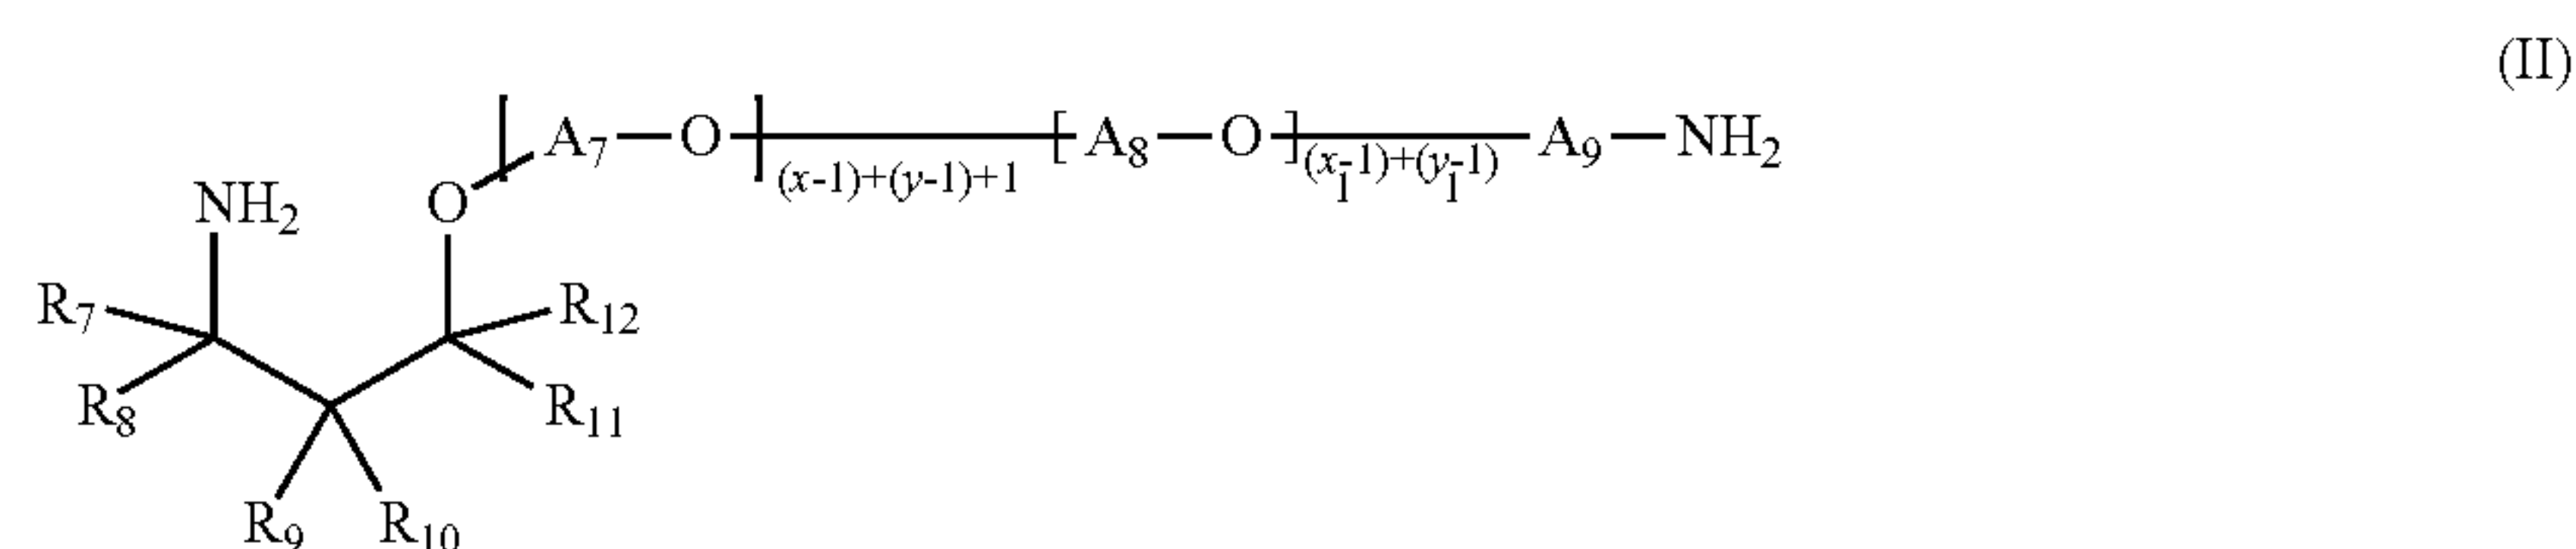 (II)
[A₇—O](x-1)+(y-1)+1[A₈—O](x₁-1)+(y₁-1)A₉—NH₂
NH₂ O
R₇ R₁₂
R₈ R₁₁
R₉ R₁₀